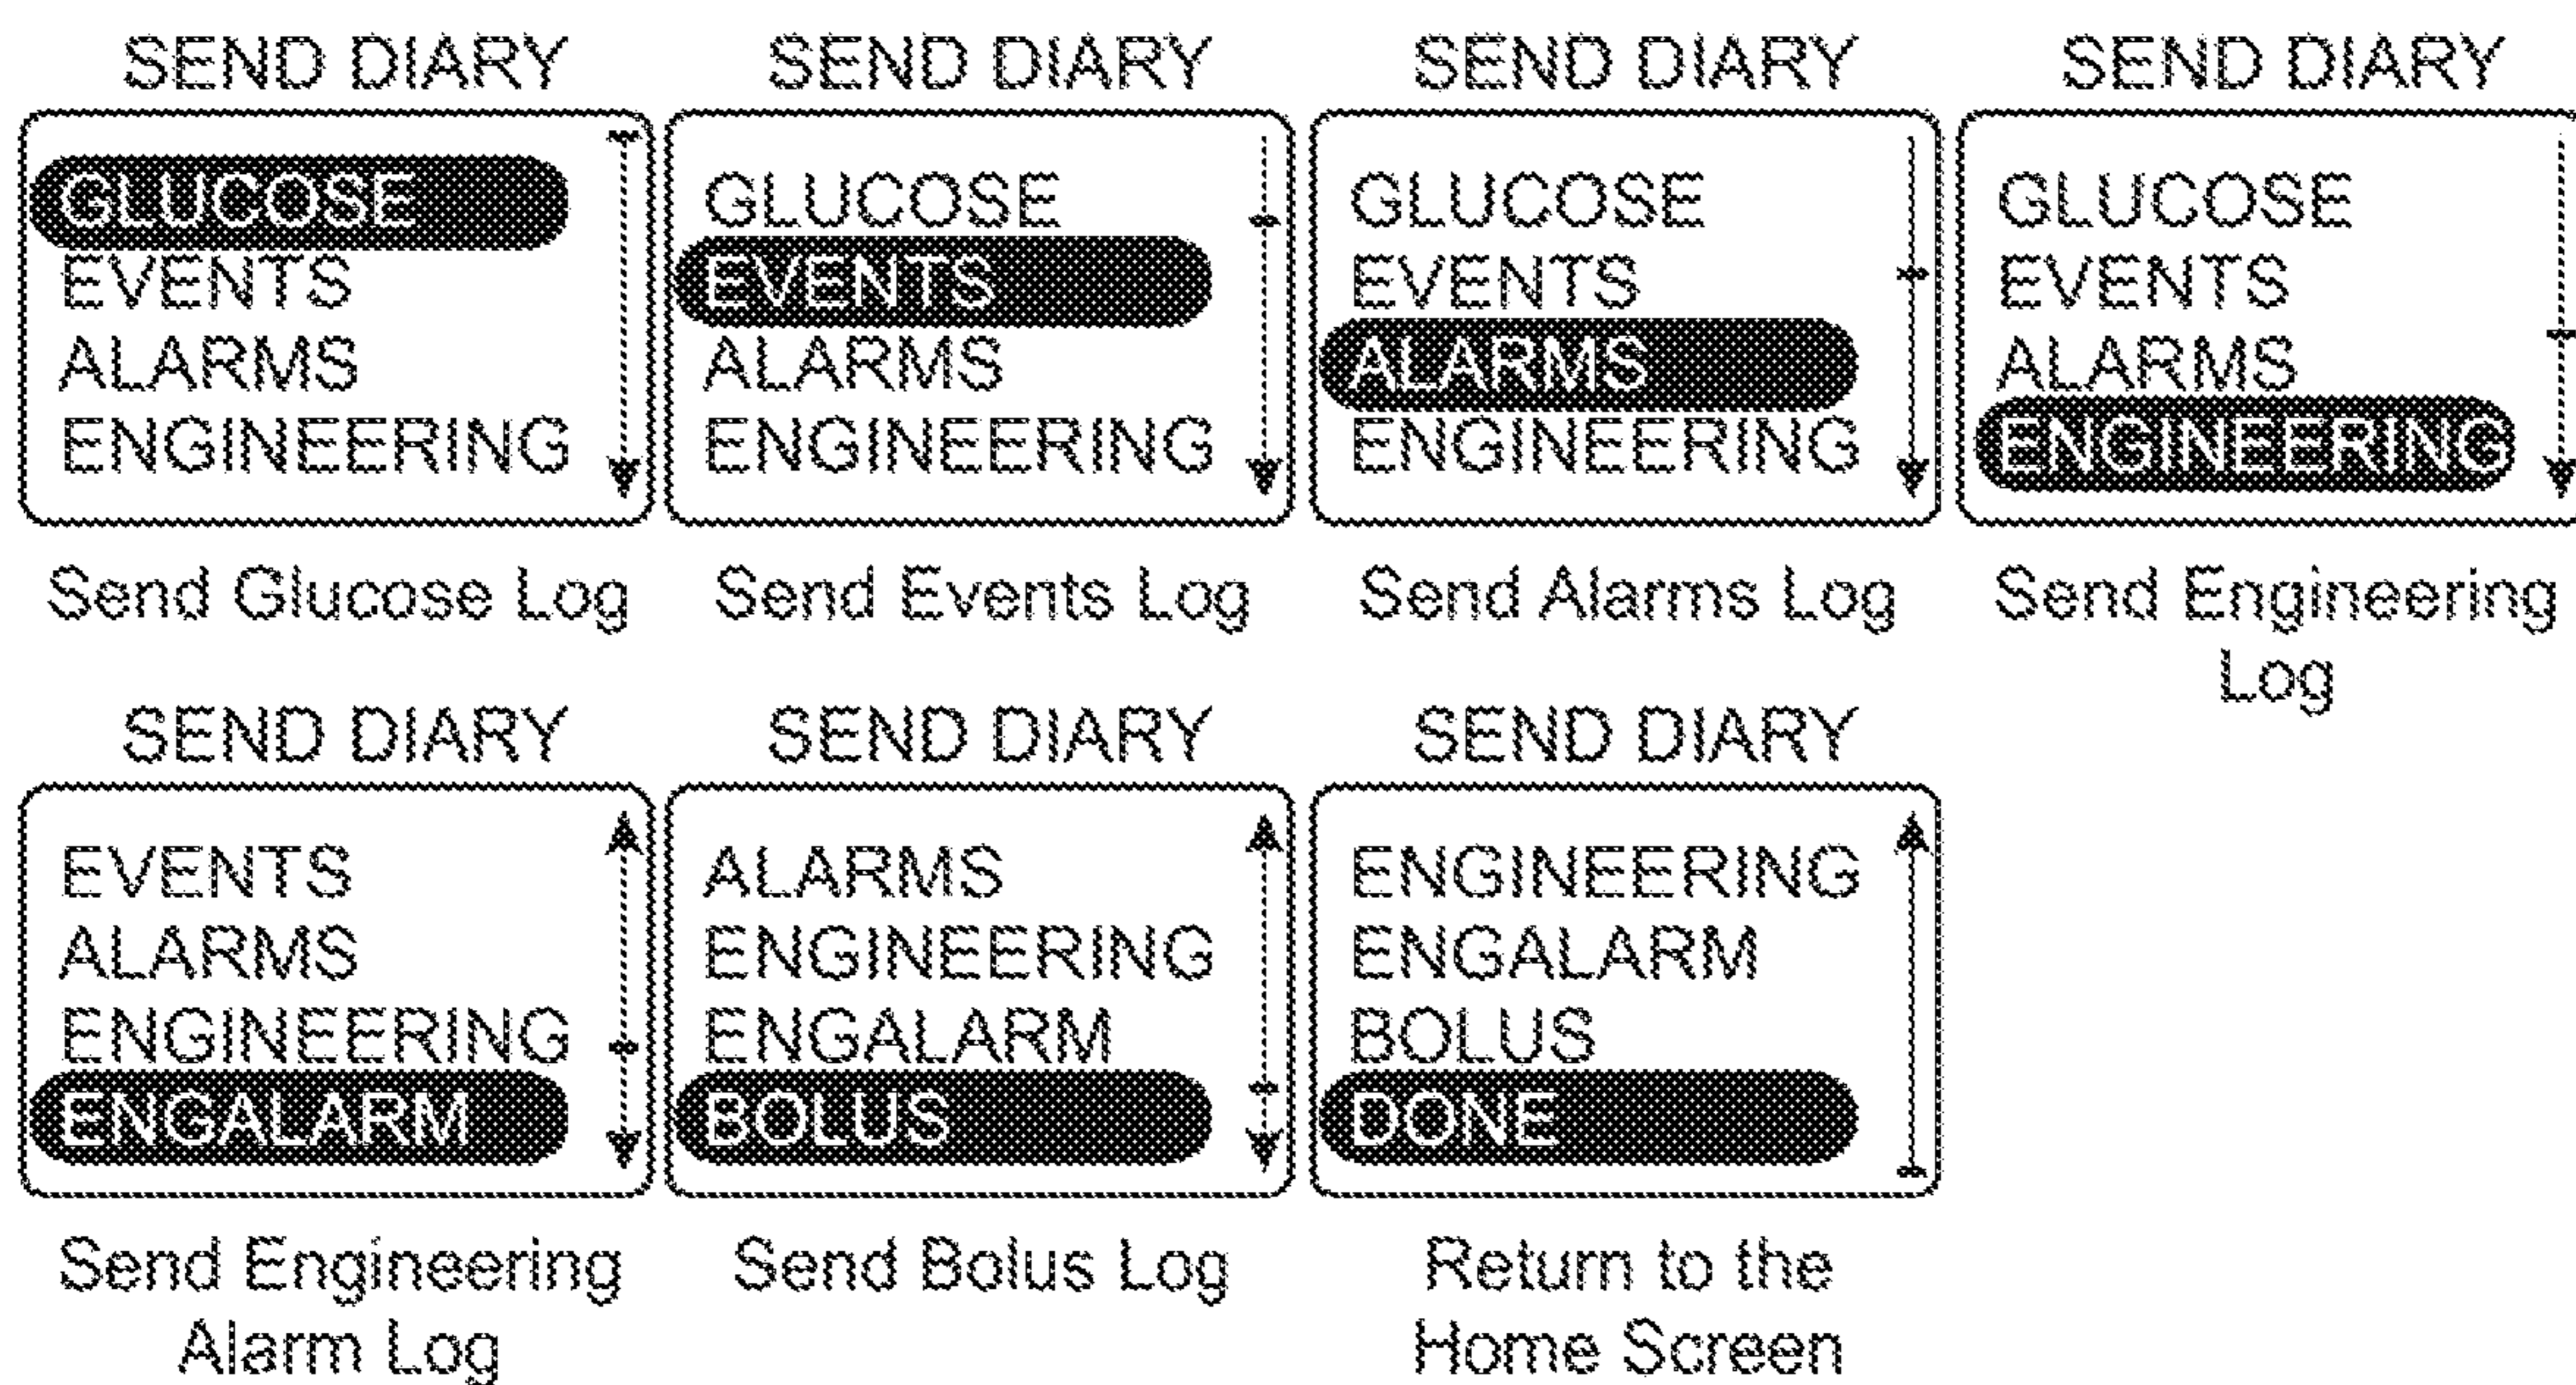 SEND DIARY
GLUCOSE
EVENTS
ALARMS
ENGINEERING
Send Glucose Log
SEND DIARY
GLUCOSE
EVENTS
ALARMS
ENGINEERING
Send Events Log
SEND DIARY
GLUCOSE
EVENTS
ALARMS
ENGINEERING
Send Alarms Log
SEND DIARY
GLUCOSE
EVENTS
ALARMS
ENGINEERING
Send Engineering
Log
SEND DIARY
EVENTS
ALARMS
ENGINEERING
ENGALARM
Send Engineering
Alarm Log
SEND DIARY
ALARMS
ENGINEERING
ENGALARM
BOLUS
Send Bolus Log
SEND DIARY
ENGINEERING
ENGALARM
BOLUS
DONE
Return to the
Home Screen